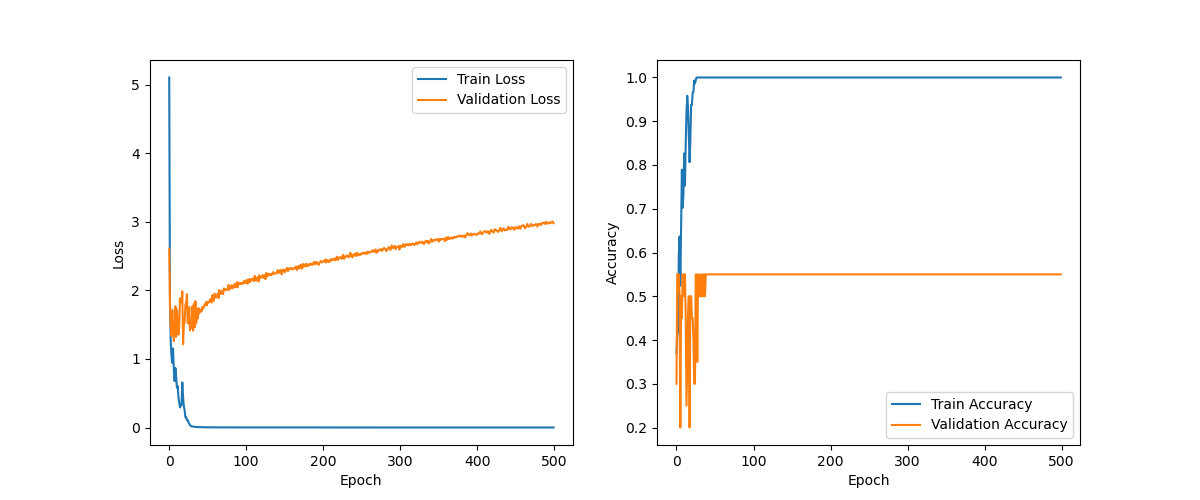 Train Loss
Validation Loss
5
4
3
2
1
0
Loss
0 100 200 300 400 500
Epoch
1.0
0.9
0.8
0.7
0.6
0.5
0.4
0.3
0.2
Accuracy
Train Accuracy
Validation Accuracy
0 100 200 300 400 500
Epoch